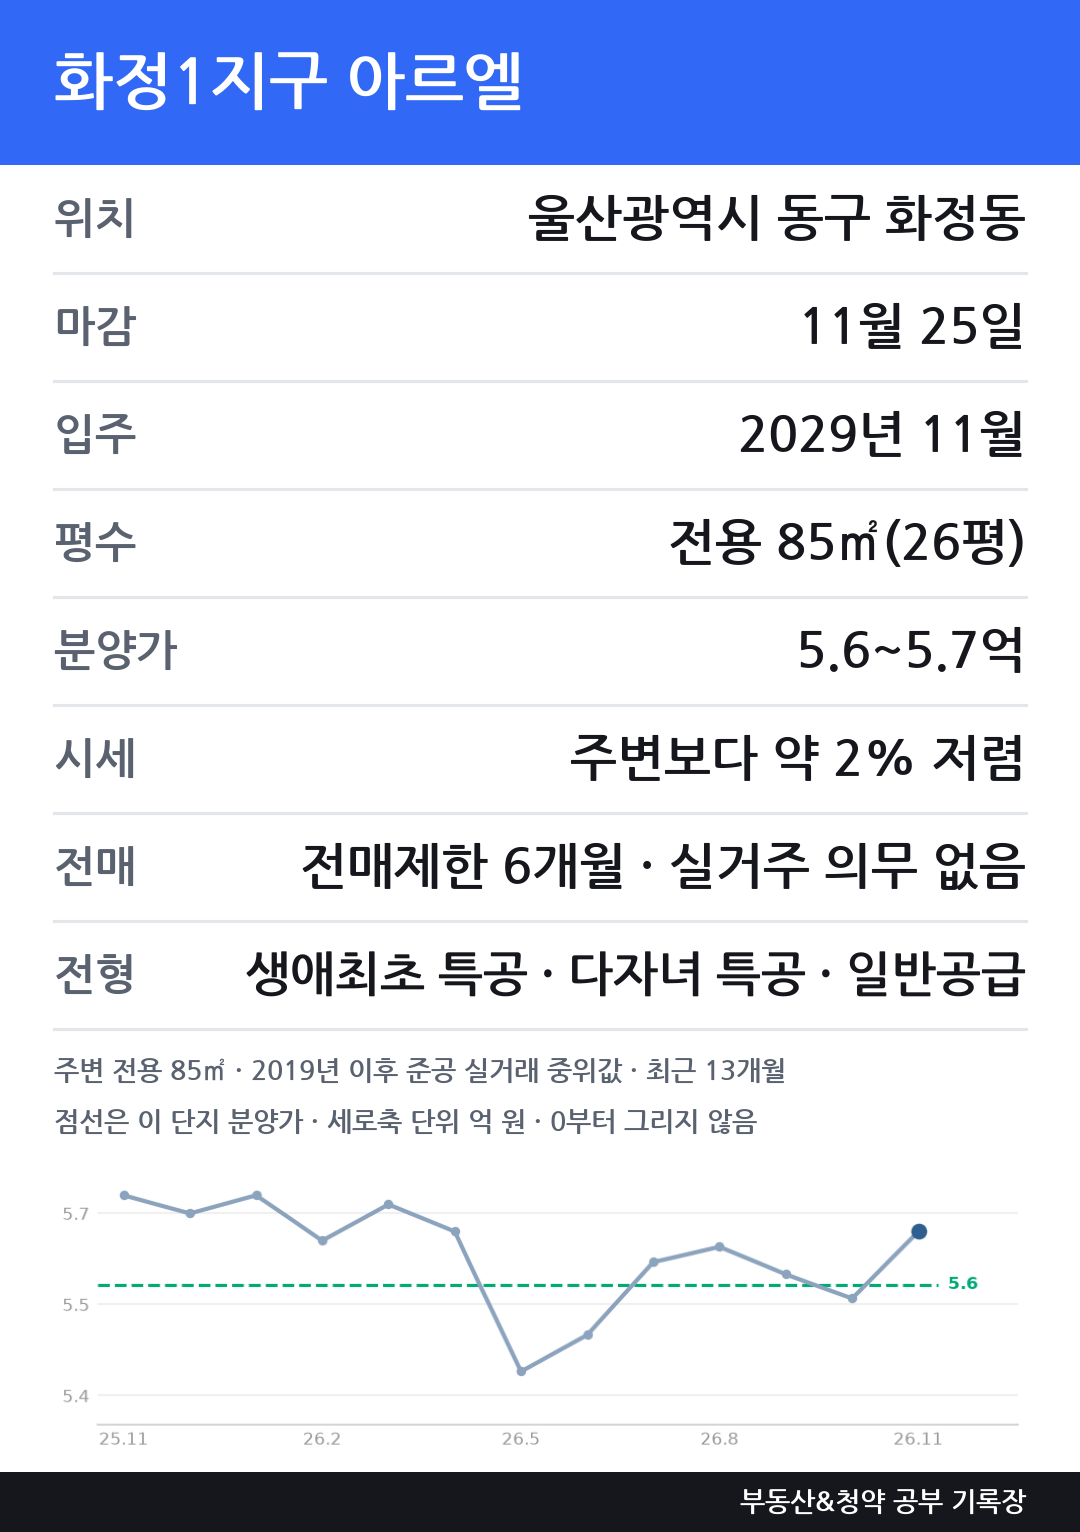 화정1지구 아르엘
위치 울산광역시 동구 화정동
마감 11월 25일
입주 2029년 11월
평수 전용 85㎡(26평)
분양가 5.6~5.7억
시세 주변보다 약 2% 저렴
전매 전매제한 6개월 · 실거주 의무 없음
전형 생애최초 특공 · 다자녀 특공 · 일반공급
주변 전용 85㎡ · 2019년 이후 준공 실거래 중위값 · 최근 13개월
점선은 이 단지 분양가 · 세로축 단위 억 원 · 0부터 그리지 않음
5.7
5.6
5.5
5.4
25.11 26.2 26.5 26.8 26.11
부동산&청약 공부 기록장